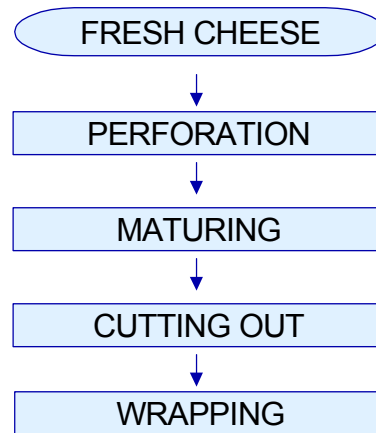 FRESH CHEESE
PERFORATION
MATURING
CUTTING OUT
WRAPPING